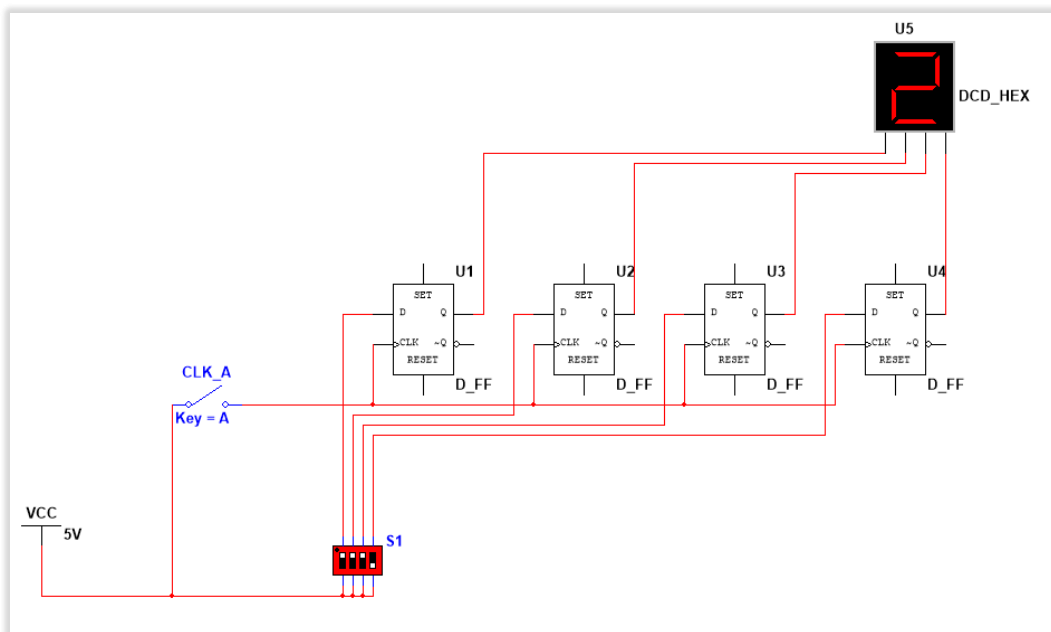 U5
2
DCD_HEX
U1
SET
D Q
CLK ~Q
RESET
D_FF
U2
SET
D Q
CLK ~Q
RESET
D_FF
U3
SET
D Q
CLK ~Q
RESET
D_FF
U4
SET
D Q
CLK ~Q
RESET
D_FF
CLK_A
Key = A
VCC
5V
S1